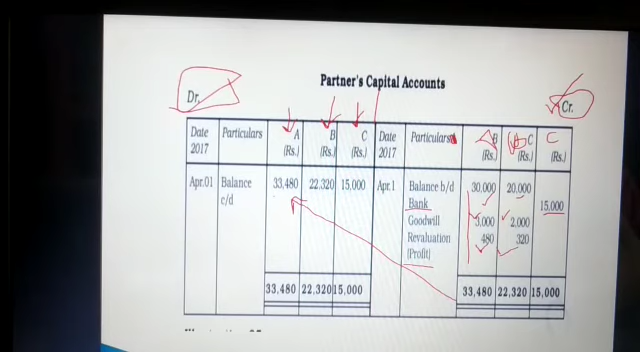 Partner's Capital Accounts
Dr. Cr.
Date 2017 Particulars A (Rs.) B (Rs.) C (Rs.) Date 2017 Particulars B (Rs.) C (Rs.) C (Rs.)
Apr.01 Balance c/d 33,480 22,320 15,000 Apr.1 Balance b/d 30,000 20,000
Bank 15,000
Goodwill 3,000 2,000
Revaluation (Profit) 480 320
33,480 22,320 15,000 33,480 22,320 15,000